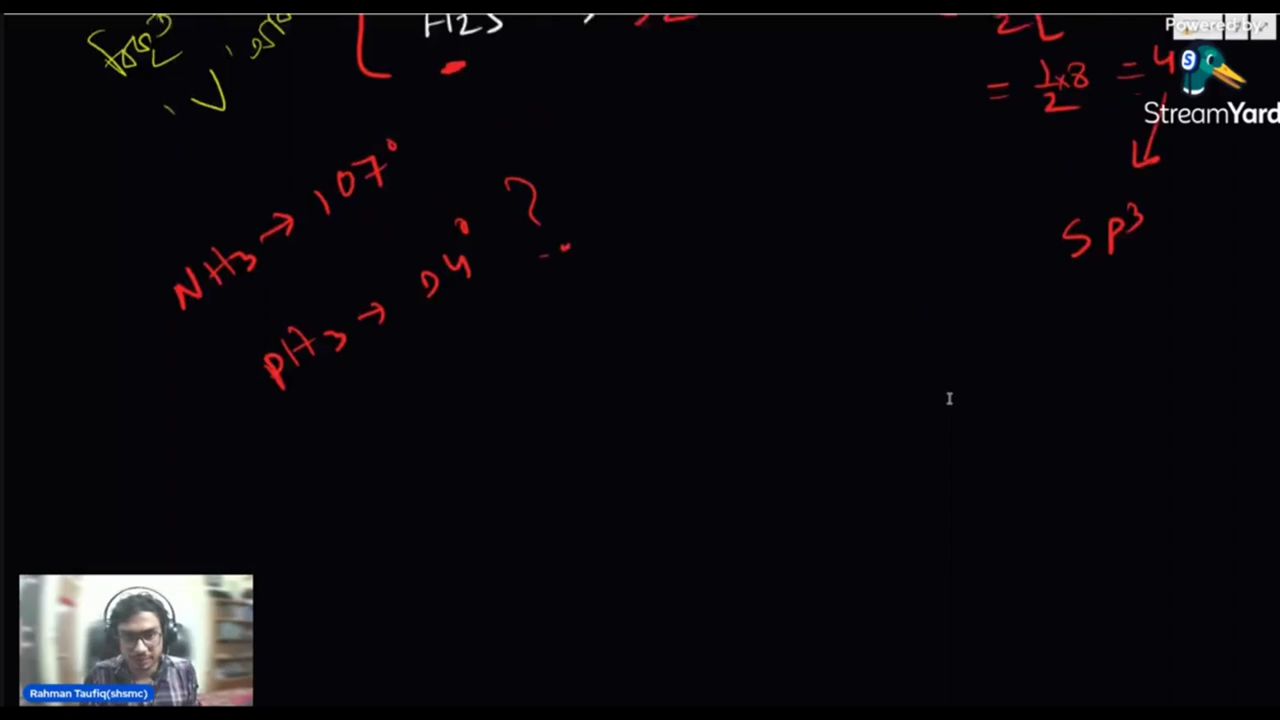 H2S
= 1/2 × 8 = 4
NH3 → 107°
PH3 → 94° ?
SP3
Powered by
StreamYard
Rahman Taufiq(shsmc)